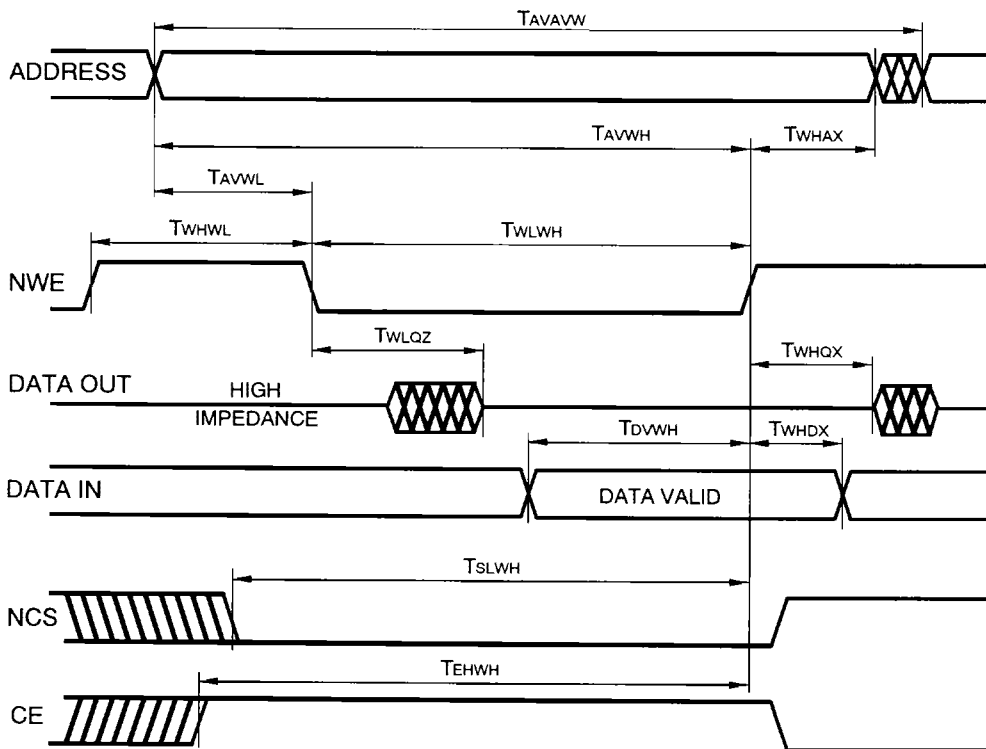 TAVAVW
ADDRESS
TAVWH
TWHAX
TAVWL
TWHWL
TWLWH
NWE
TWLQZ
TWHQX
DATA OUT
HIGH
IMPEDANCE
TDVWH
TWHDX
DATA IN
DATA VALID
TSLWH
NCS
TEHWH
CE